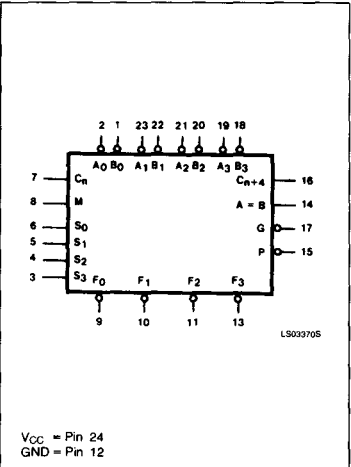 2 1 23 22 21 20 19 18
A0 B0 A1 B1 A2 B2 A3 B3
7 Cn Cn+4 16
8 M A = B 14
6 S0 G 17
5 S1
4 S2 P 15
3 S3 F0 F1 F2 F3
9 10 11 13
LS03370S
VCC = Pin 24
GND = Pin 12